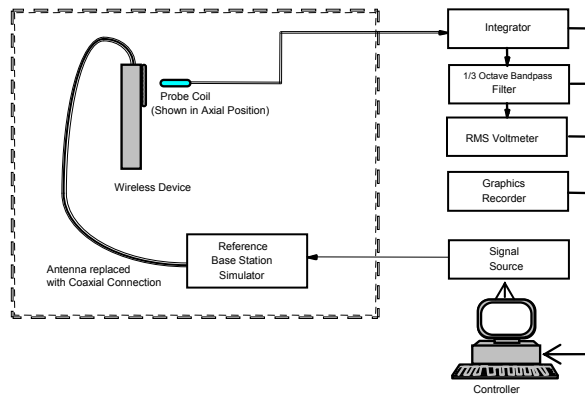 Integrator
1/3 Octave Bandpass
Filter
RMS Voltmeter
Graphics
Recorder
Signal
Source
Controller
Probe Coil
(Shown in Axial Position)
Wireless Device
Reference
Base Station
Simulator
Antenna replaced
with Coaxial Connection